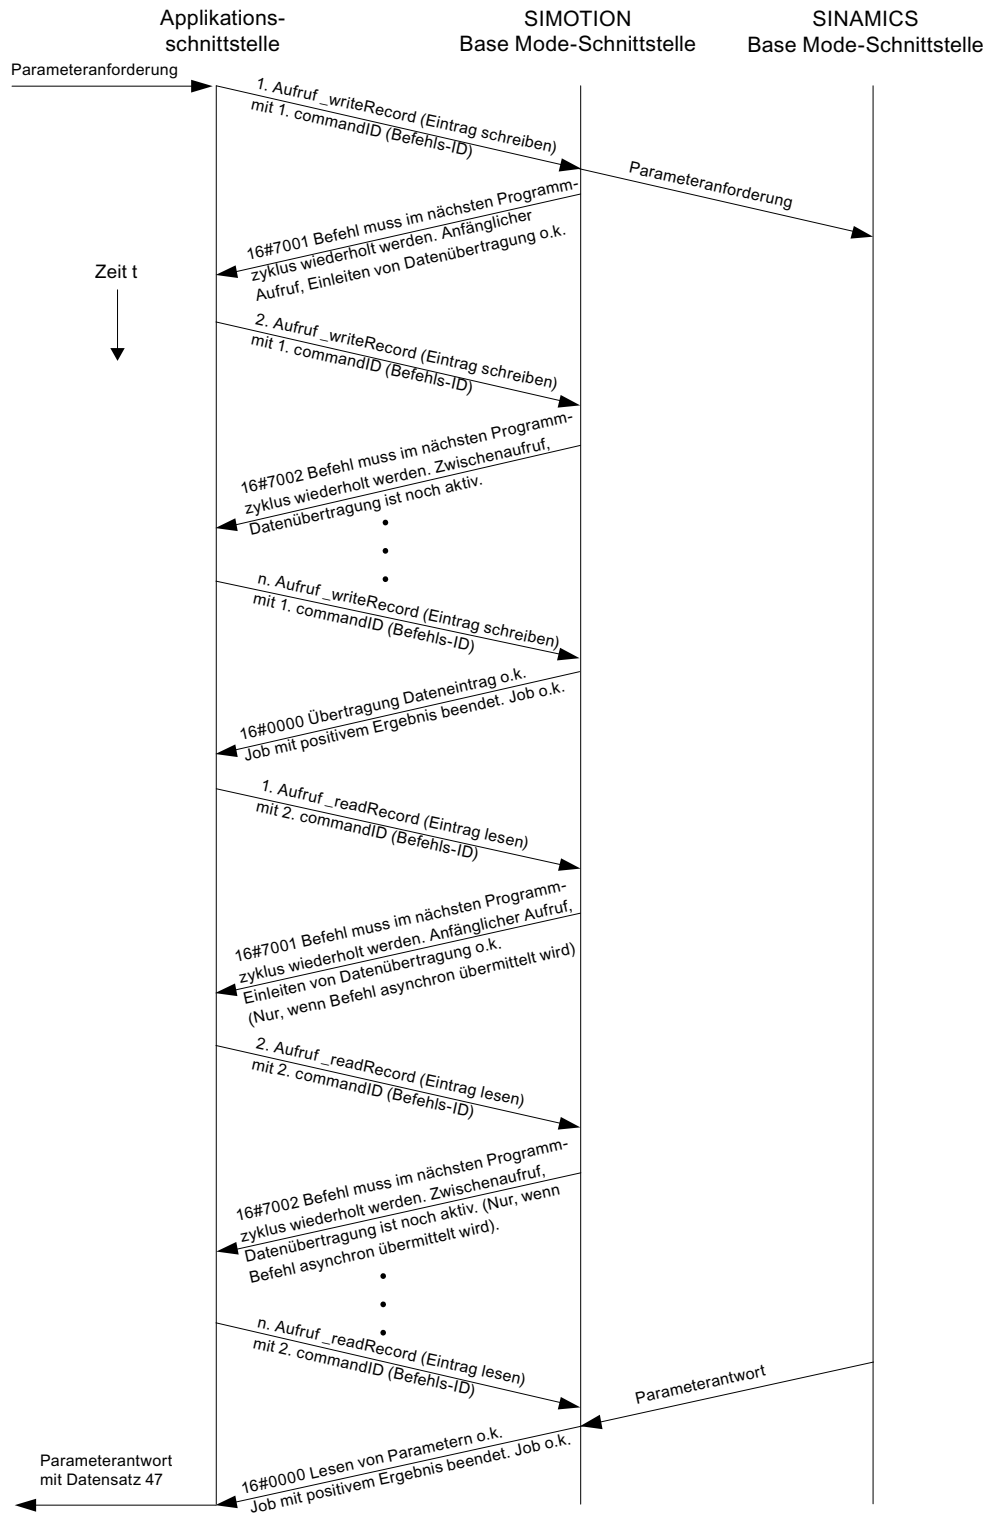 Applikations-
schnittstelle
SIMOTION
Base Mode-Schnittstelle
SINAMICS
Base Mode-Schnittstelle
Parameteranforderung
1. Aufruf _writeRecord (Eintrag schreiben)
mit 1. commandID (Befehls-ID)
Parameteranforderung
16#7001 Befehl muss im nächsten Programm-
zyklus wiederholt werden. Anfänglicher
Aufruf, Einleiten von Datenübertragung o.k.
Zeit t
2. Aufruf _writeRecord (Eintrag schreiben)
mit 1. commandID (Befehls-ID)
16#7002 Befehl muss im nächsten Programm-
zyklus wiederholt werden. Zwischenaufruf,
Datenübertragung ist noch aktiv.
n. Aufruf _writeRecord (Eintrag schreiben)
mit 1. commandID (Befehls-ID)
16#0000 Übertragung Dateneintrag o.k.
Job mit positivem Ergebnis beendet. Job o.k.
1. Aufruf _readRecord (Eintrag lesen)
mit 2. commandID (Befehls-ID)
16#7001 Befehl muss im nächsten Programm-
zyklus wiederholt werden. Anfänglicher Aufruf,
Einleiten von Datenübertragung o.k.
(Nur, wenn Befehl asynchron übermittelt wird)
2. Aufruf _readRecord (Eintrag lesen)
mit 2. commandID (Befehls-ID)
16#7002 Befehl muss im nächsten Programm-
zyklus wiederholt werden. Zwischenaufruf,
Datenübertragung ist noch aktiv. (Nur, wenn
Befehl asynchron übermittelt wird).
n. Aufruf _readRecord (Eintrag lesen)
mit 2. commandID (Befehls-ID)
Parameterantwort
16#0000 Lesen von Parametern o.k.
Job mit positivem Ergebnis beendet. Job o.k.
Parameterantwort
mit Datensatz 47